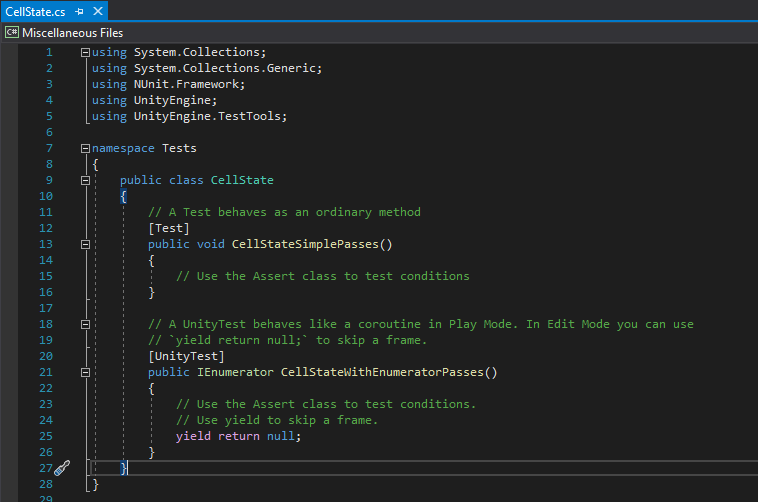 CellState.cs
C# Miscellaneous Files
1 using System.Collections;
2 using System.Collections.Generic;
3 using NUnit.Framework;
4 using UnityEngine;
5 using UnityEngine.TestTools;
6
7 namespace Tests
8 {
9 public class CellState
10 {
11 // A Test behaves as an ordinary method
12 [Test]
13 public void CellStateSimplePasses()
14 {
15 // Use the Assert class to test conditions
16 }
17
18 // A UnityTest behaves like a coroutine in Play Mode. In Edit Mode you can use
19 // `yield return null;` to skip a frame.
20 [UnityTest]
21 public IEnumerator CellStateWithEnumeratorPasses()
22 {
23 // Use the Assert class to test conditions.
24 // Use yield to skip a frame.
25 yield return null;
26 }
27 }
28 }
29